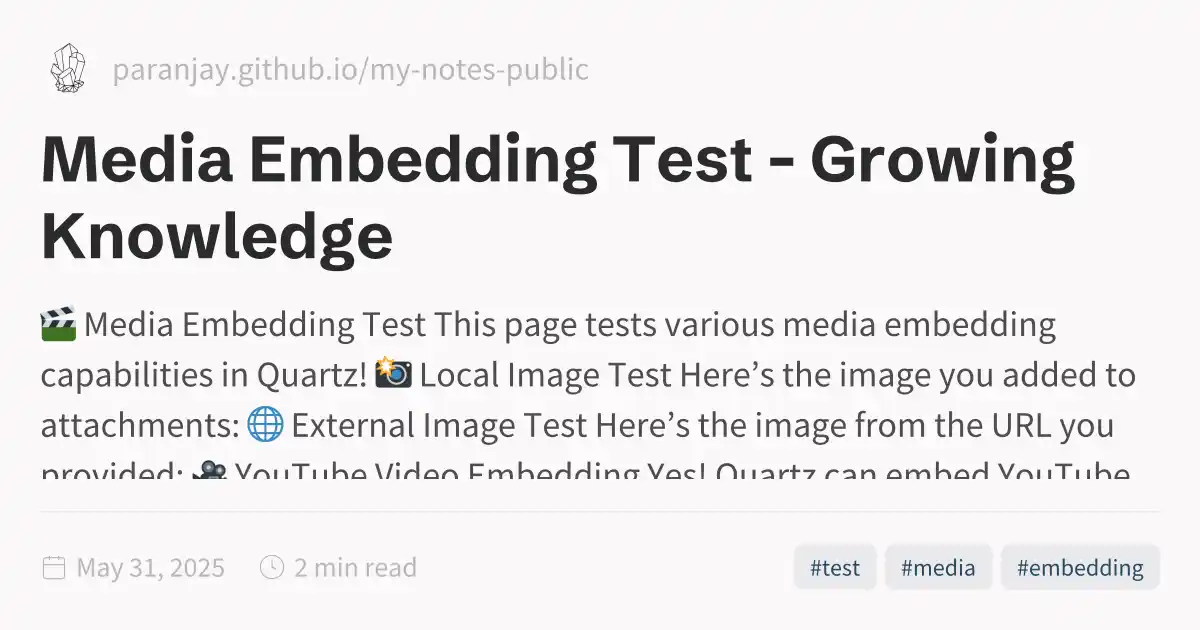 paranjay.github.io/my-notes-public
Media Embedding Test - Growing
Knowledge
🎬 Media Embedding Test This page tests various media embedding
capabilities in Quartz! 📸 Local Image Test Here’s the image you added to
attachments: 🌐 External Image Test Here’s the image from the URL you
provided: 🎥 YouTube Video Embedding Yes! Quartz can embed YouTube
May 31, 2025 2 min read #test #media #embedding